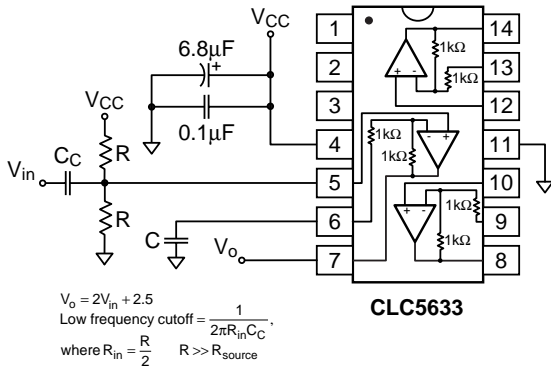 VCC
6.8µF
+
VCC
0.1µF
R
CC
Vin
R
C
Vo
1
2
3
4
5
6
7
14
13
12
11
10
9
8
1kΩ
1kΩ
+ -
1kΩ
1kΩ
- +
+ -
1kΩ
1kΩ
CLC5633
Vo = 2Vin + 2.5
Low frequency cutoff = 1 / 2πRinCC ,
where Rin = R / 2 R >> Rsource